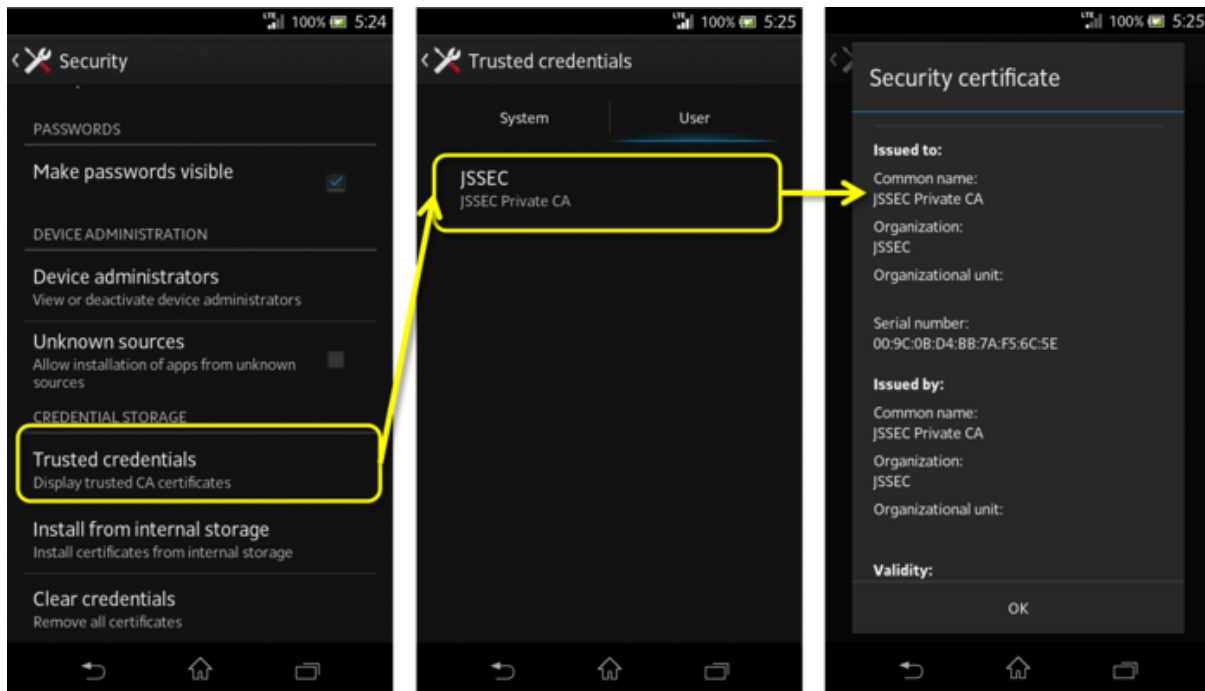 LTE 100% 5:24
Security
PASSWORDS
Make passwords visible
DEVICE ADMINISTRATION
Device administrators
View or deactivate device administrators
Unknown sources
Allow installation of apps from unknown
sources
CREDENTIAL STORAGE
Trusted credentials
Display trusted CA certificates
Install from internal storage
Install certificates from internal storage
Clear credentials
Remove all certificates
LTE 100% 5:25
Trusted credentials
System User
JSSEC
JSSEC Private CA
LTE 100% 5:25
Security certificate
Issued to:
Common name:
JSSEC Private CA
Organization:
JSSEC
Organizational unit:
Serial number:
00:9C:0B:D4:BB:7A:F5:6C:5E
Issued by:
Common name:
JSSEC Private CA
Organization:
JSSEC
Organizational unit:
Validity:
OK